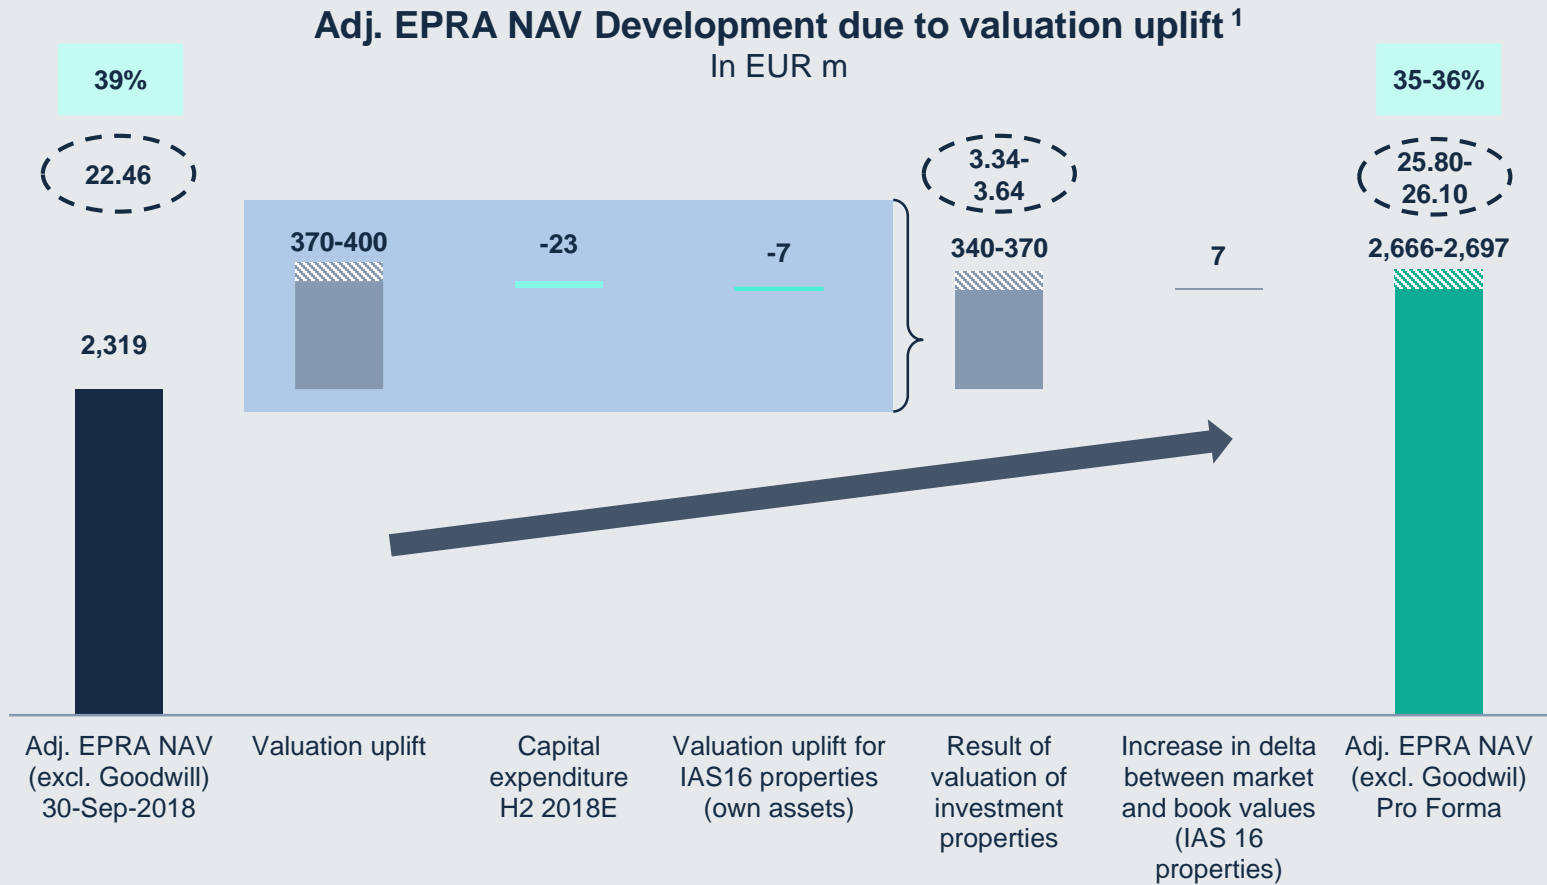 Adj. EPRA NAV Development due to valuation uplift 1
In EUR m
39%
35-36%
22.46
3.34-
3.64
25.80-
26.10
370-400
-23
-7
340-370
7
2,666-2,697
2,319
Adj. EPRA NAV
(excl. Goodwill)
30-Sep-2018
Valuation uplift
Capital
expenditure
H2 2018E
Valuation uplift for
IAS16 properties
(own assets)
Result of
valuation of
investment
properties
Increase in delta
between market
and book values
(IAS 16
properties)
Adj. EPRA NAV
(excl. Goodwil)
Pro Forma